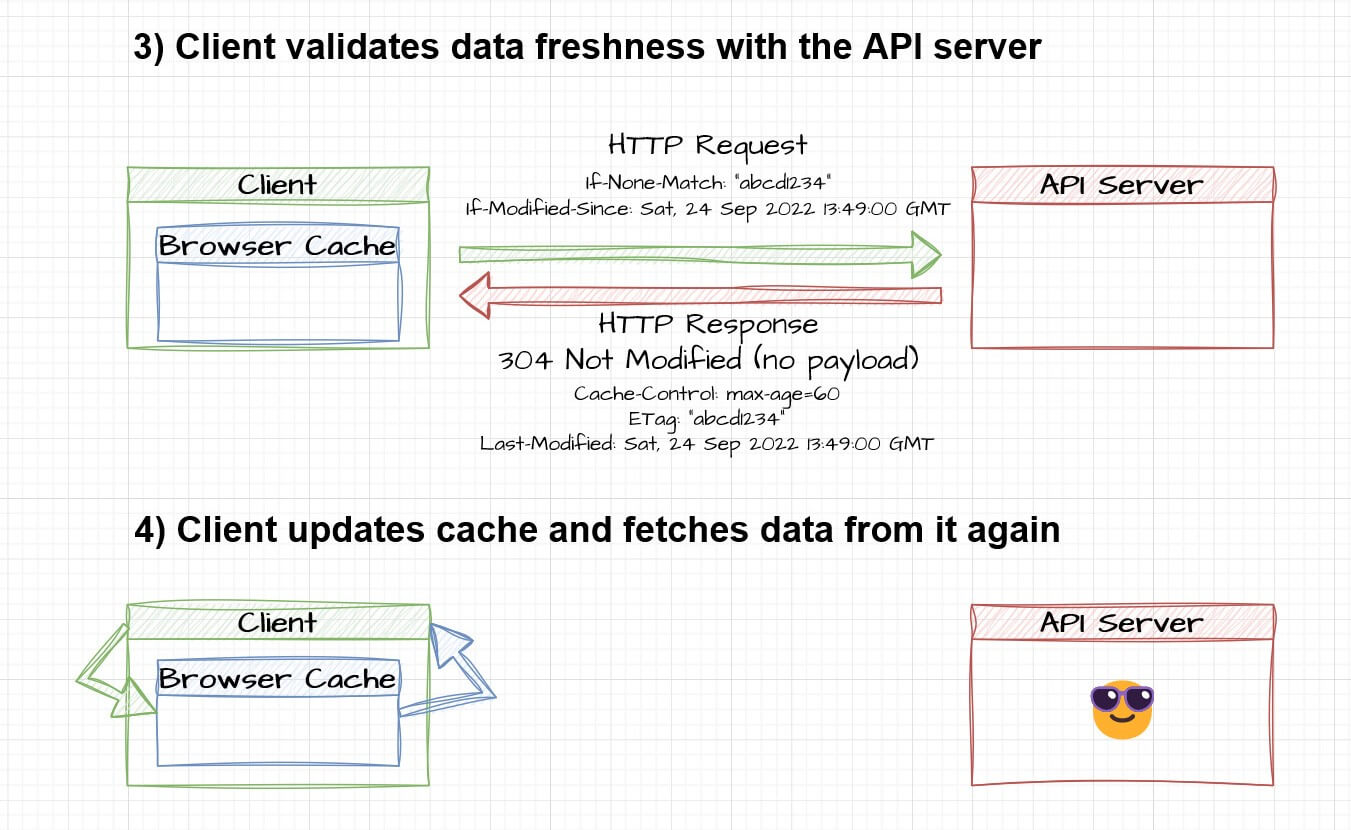 3) Client validates data freshness with the API server
HTTP Request
If-None-Match: "abcd1234"
If-Modified-Since: Sat, 24 Sep 2022 13:49:00 GMT
Client
API Server
Browser Cache
HTTP Response
304 Not Modified (no payload)
Cache-Control: max-age=60
ETag: "abcd1234"
Last-Modified: Sat, 24 Sep 2022 13:49:00 GMT
4) Client updates cache and fetches data from it again
Client
API Server
Browser Cache